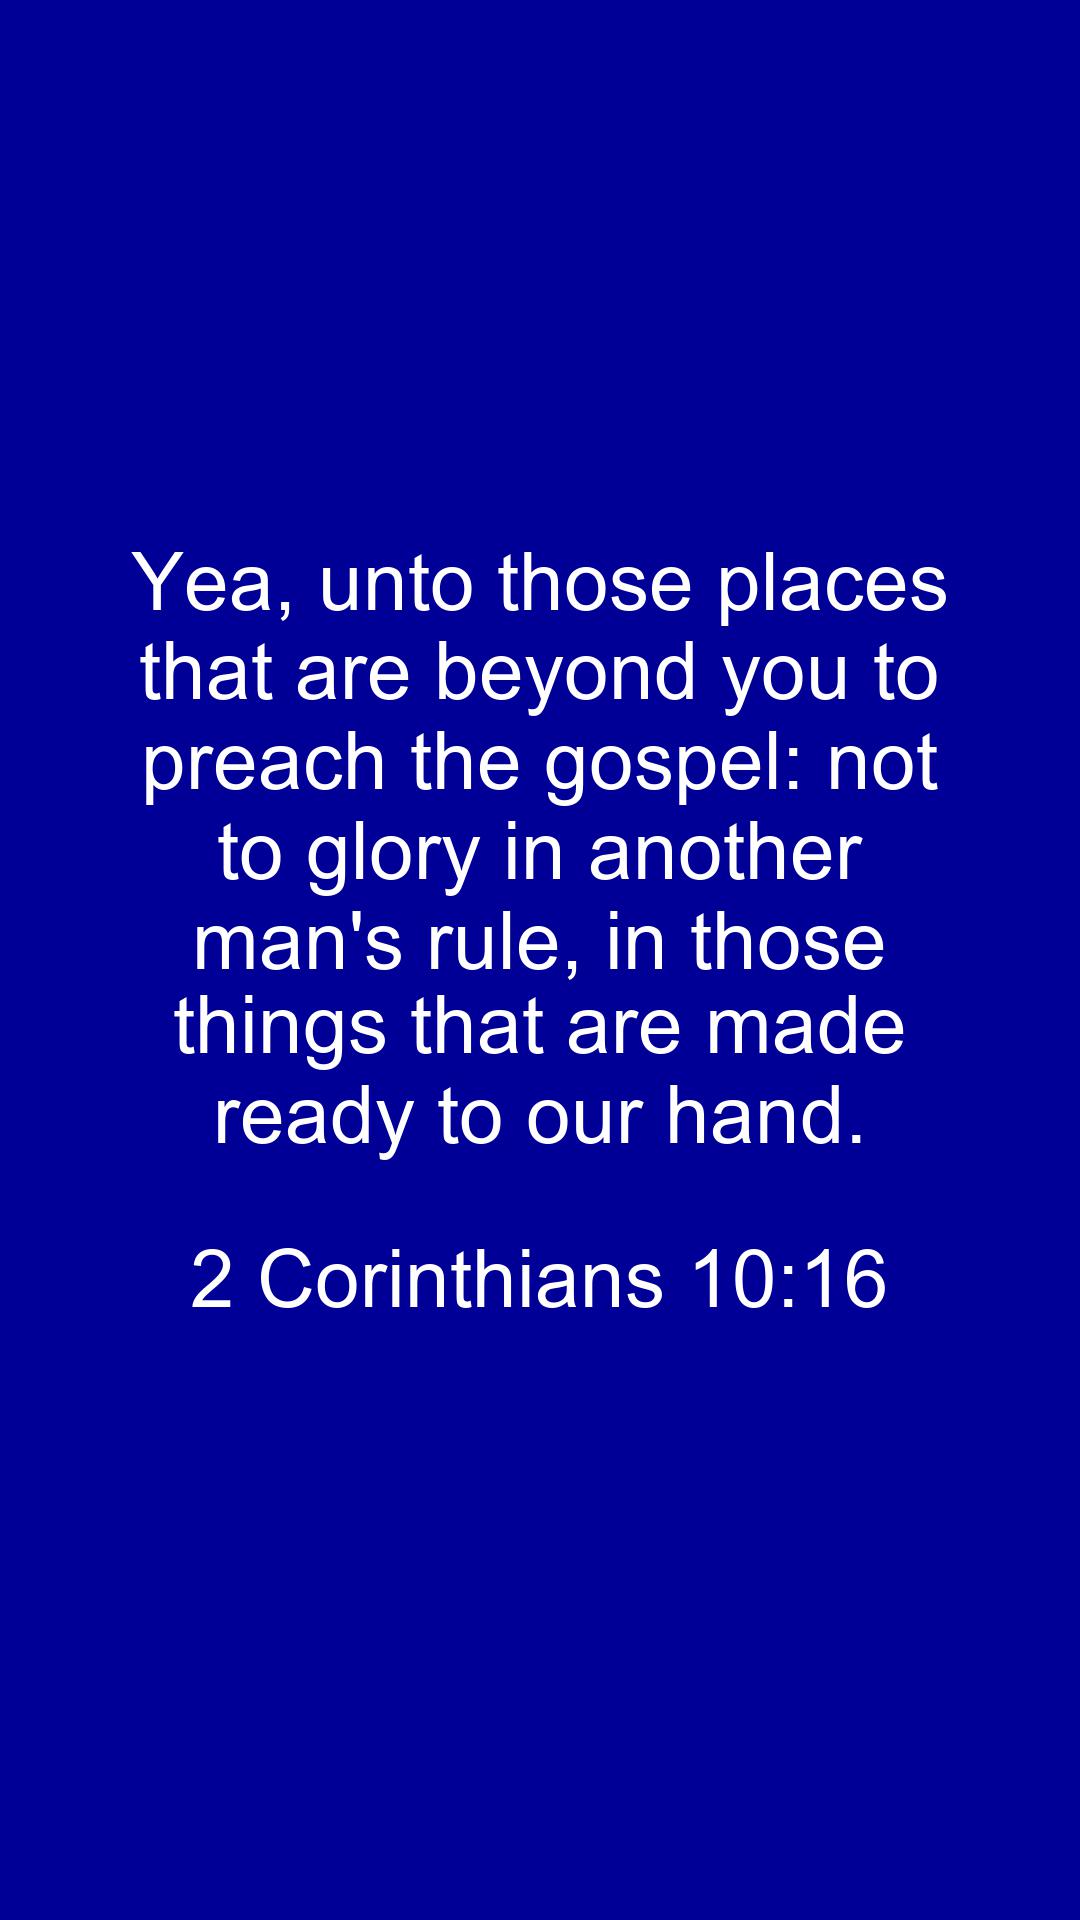 Yea, unto those places
that are beyond you to
preach the gospel: not
to glory in another
man's rule, in those
things that are made
ready to our hand.
2 Corinthians 10:16